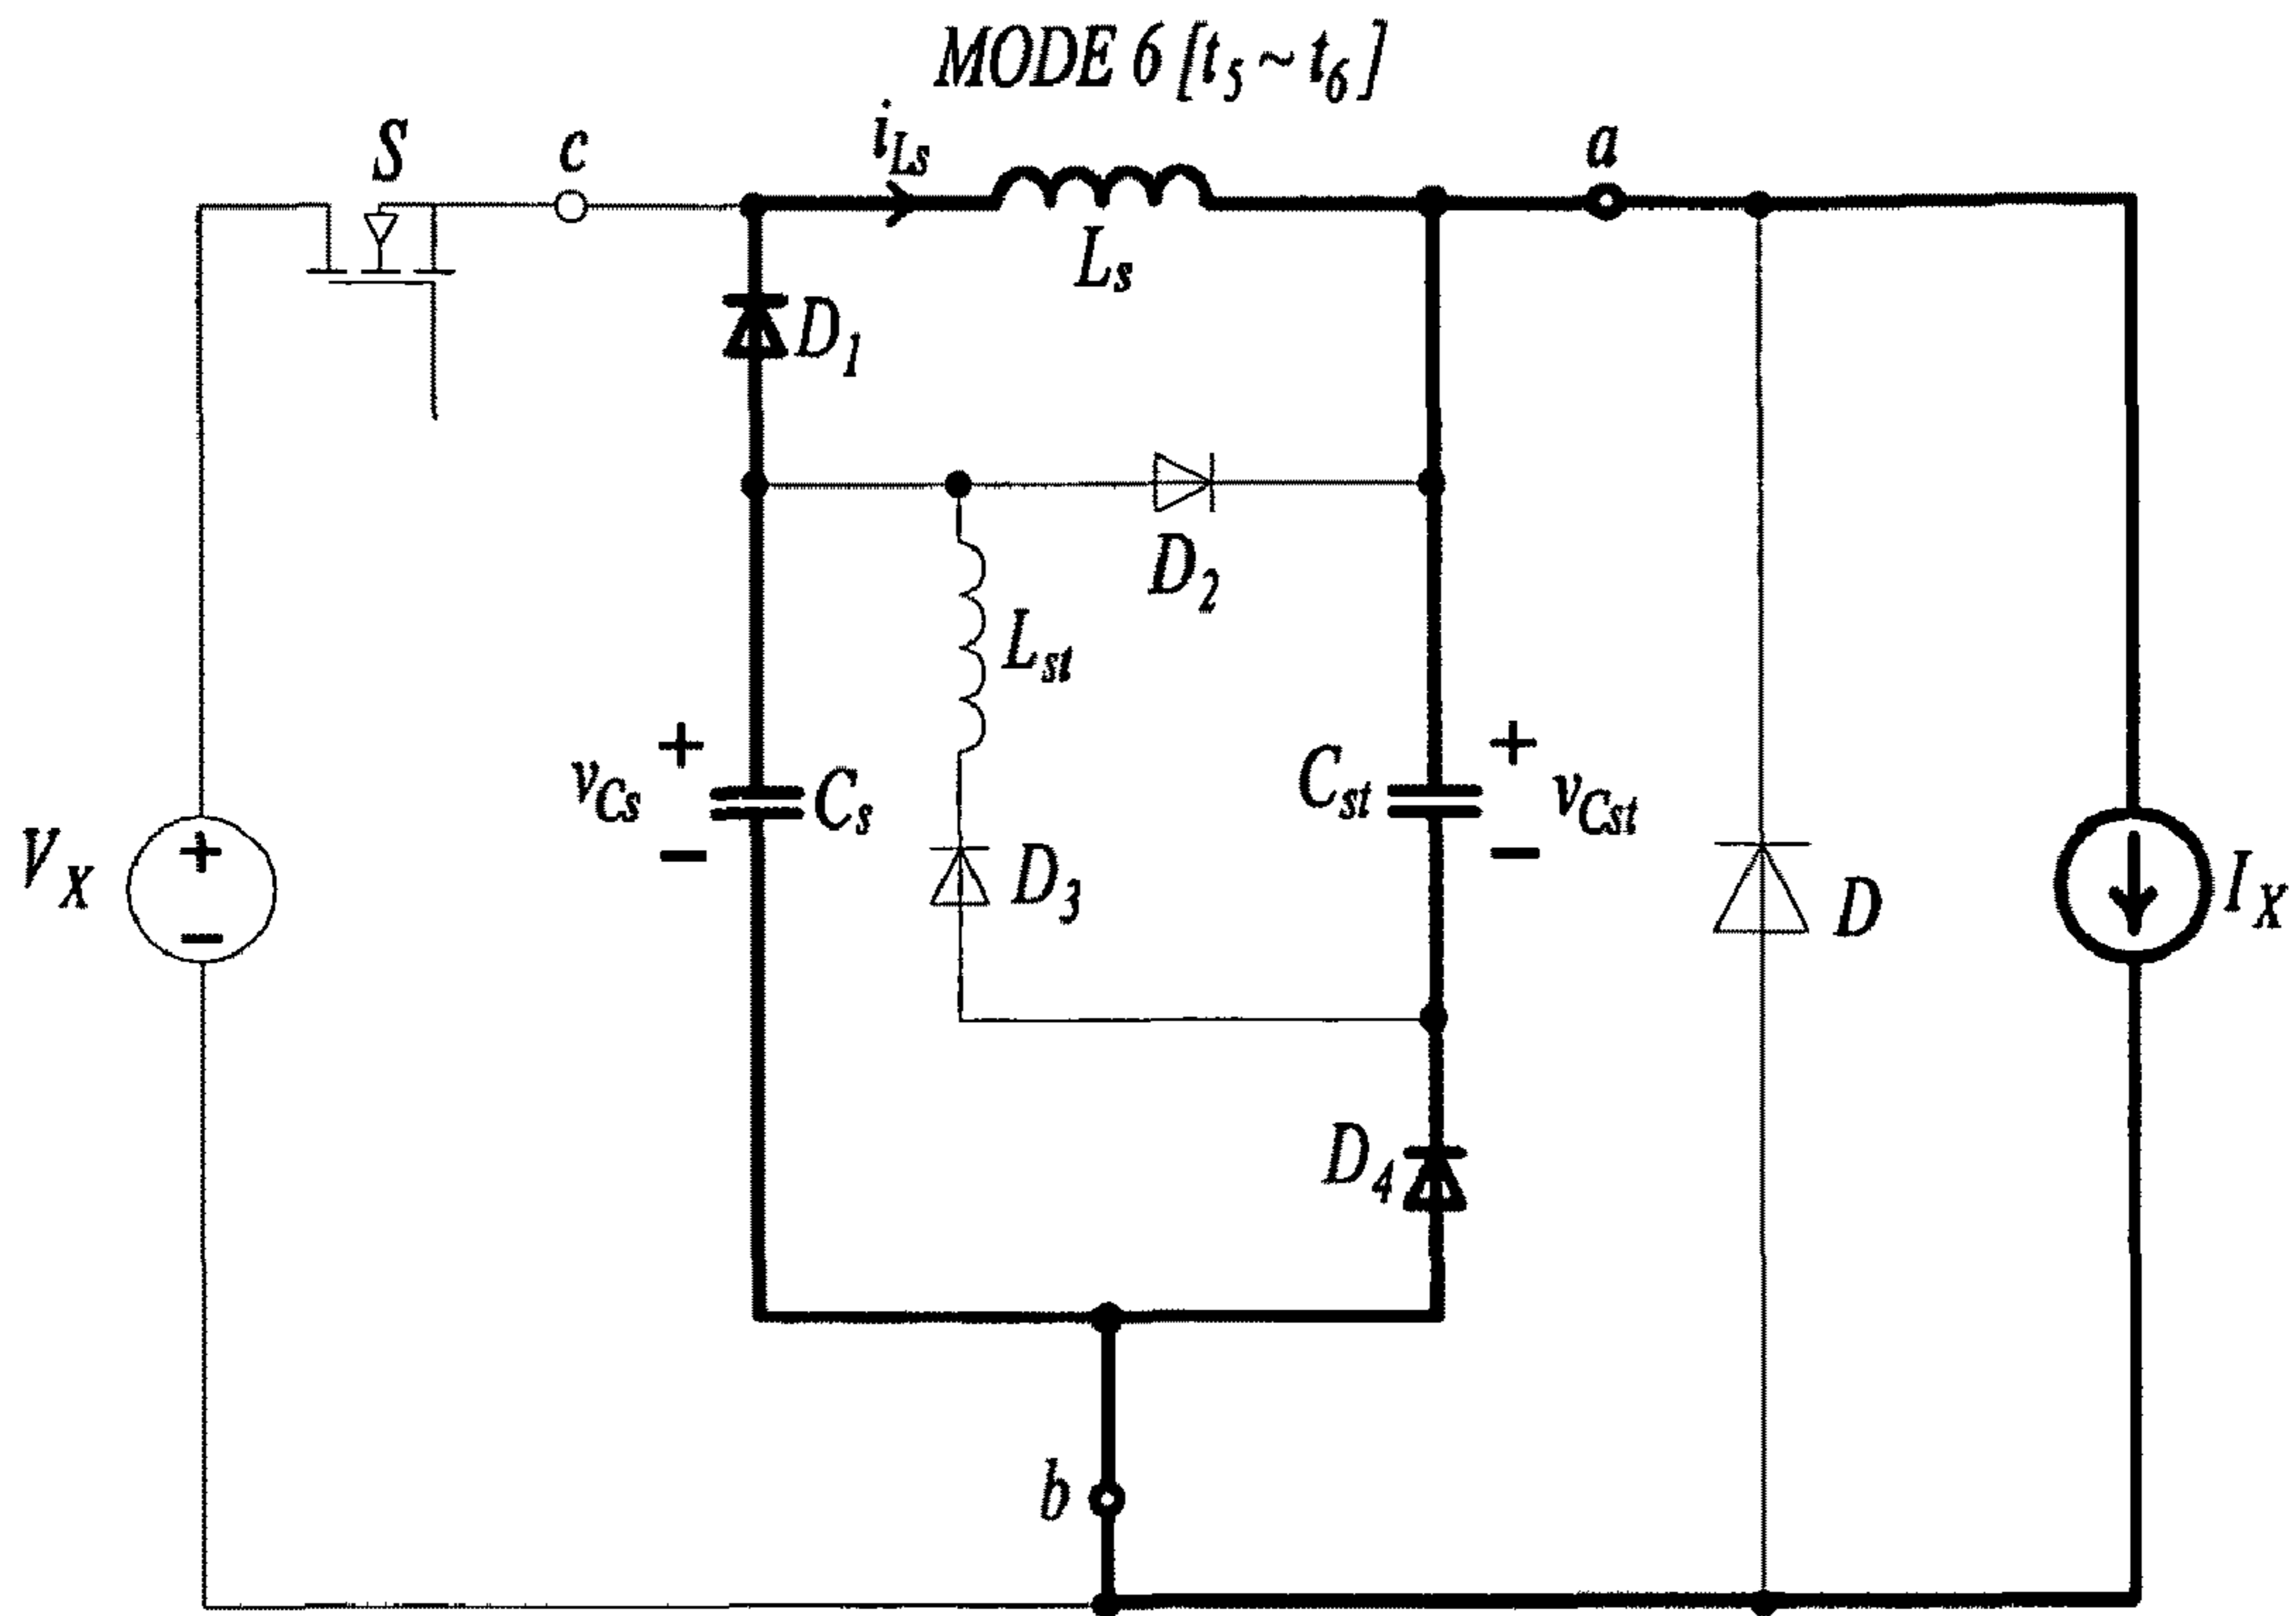 MODE 6 [t5 ~ t6]
S
c
iLs
a
Ls
D1
D2
Lst
+
vCs
−
Cs
Cst
+
vCst
−
VX
+
−
D3
D
IX
D4
b